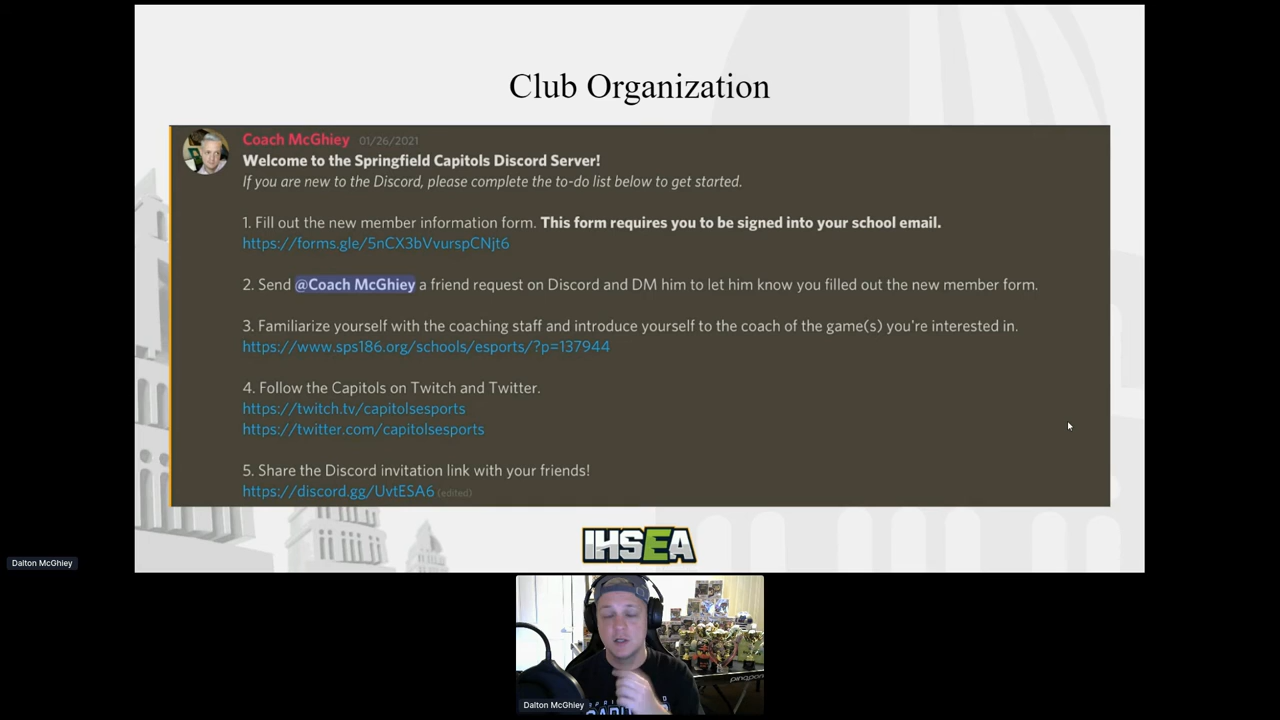 Club Organization
Coach McGhiey 01/26/2021
Welcome to the Springfield Capitols Discord Server!
If you are new to the Discord, please complete the to-do list below to get started.
1. Fill out the new member information form. This form requires you to be signed into your school email.
https://forms.gle/5nCX3bVvurspCNjt6
2. Send @Coach McGhiey a friend request on Discord and DM him to let him know you filled out the new member form.
3. Familiarize yourself with the coaching staff and introduce yourself to the coach of the game(s) you're interested in.
https://www.sps186.org/schools/esports/?p=137944
4. Follow the Capitols on Twitch and Twitter.
https://twitch.tv/capitolsesports
https://twitter.com/capitolsesports
5. Share the Discord invitation link with your friends!
https://discord.gg/UvtESA6 (edited)
IHSEA
Dalton McGhiey
Dalton McGhiey